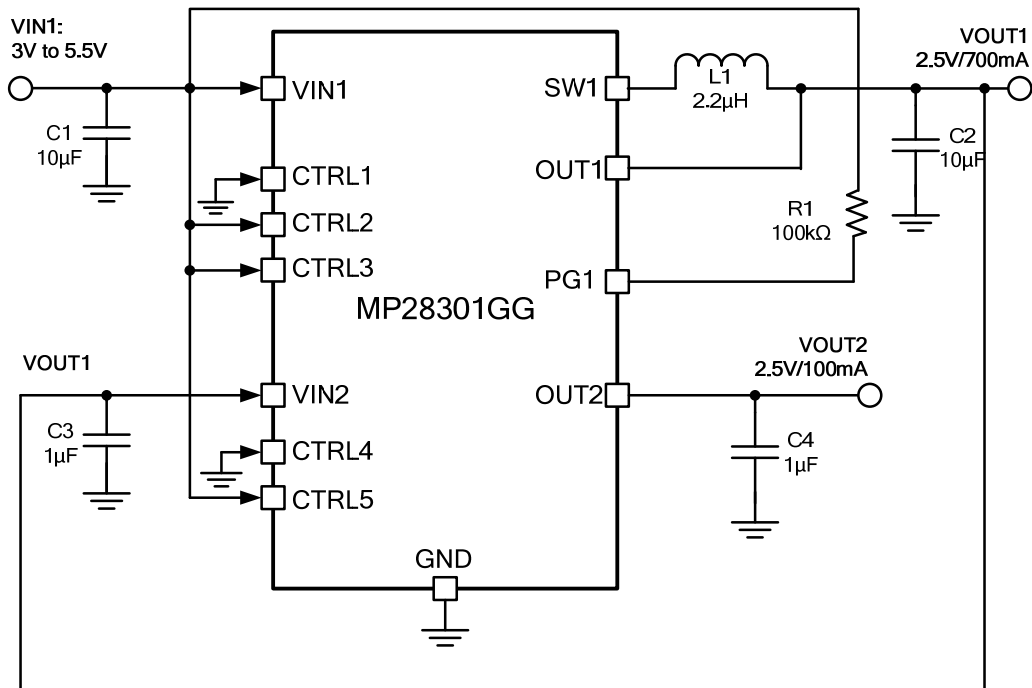 VIN1:
3V to 5.5V
VOUT1
2.5V/700mA
VIN1
SW1
L1
2.2µH
C1
10µF
C2
10µF
CTRL1
OUT1
CTRL2
R1
100kΩ
CTRL3
PG1
MP28301GG
VOUT1
VOUT2
2.5V/100mA
VIN2
OUT2
C3
1µF
CTRL4
C4
1µF
CTRL5
GND